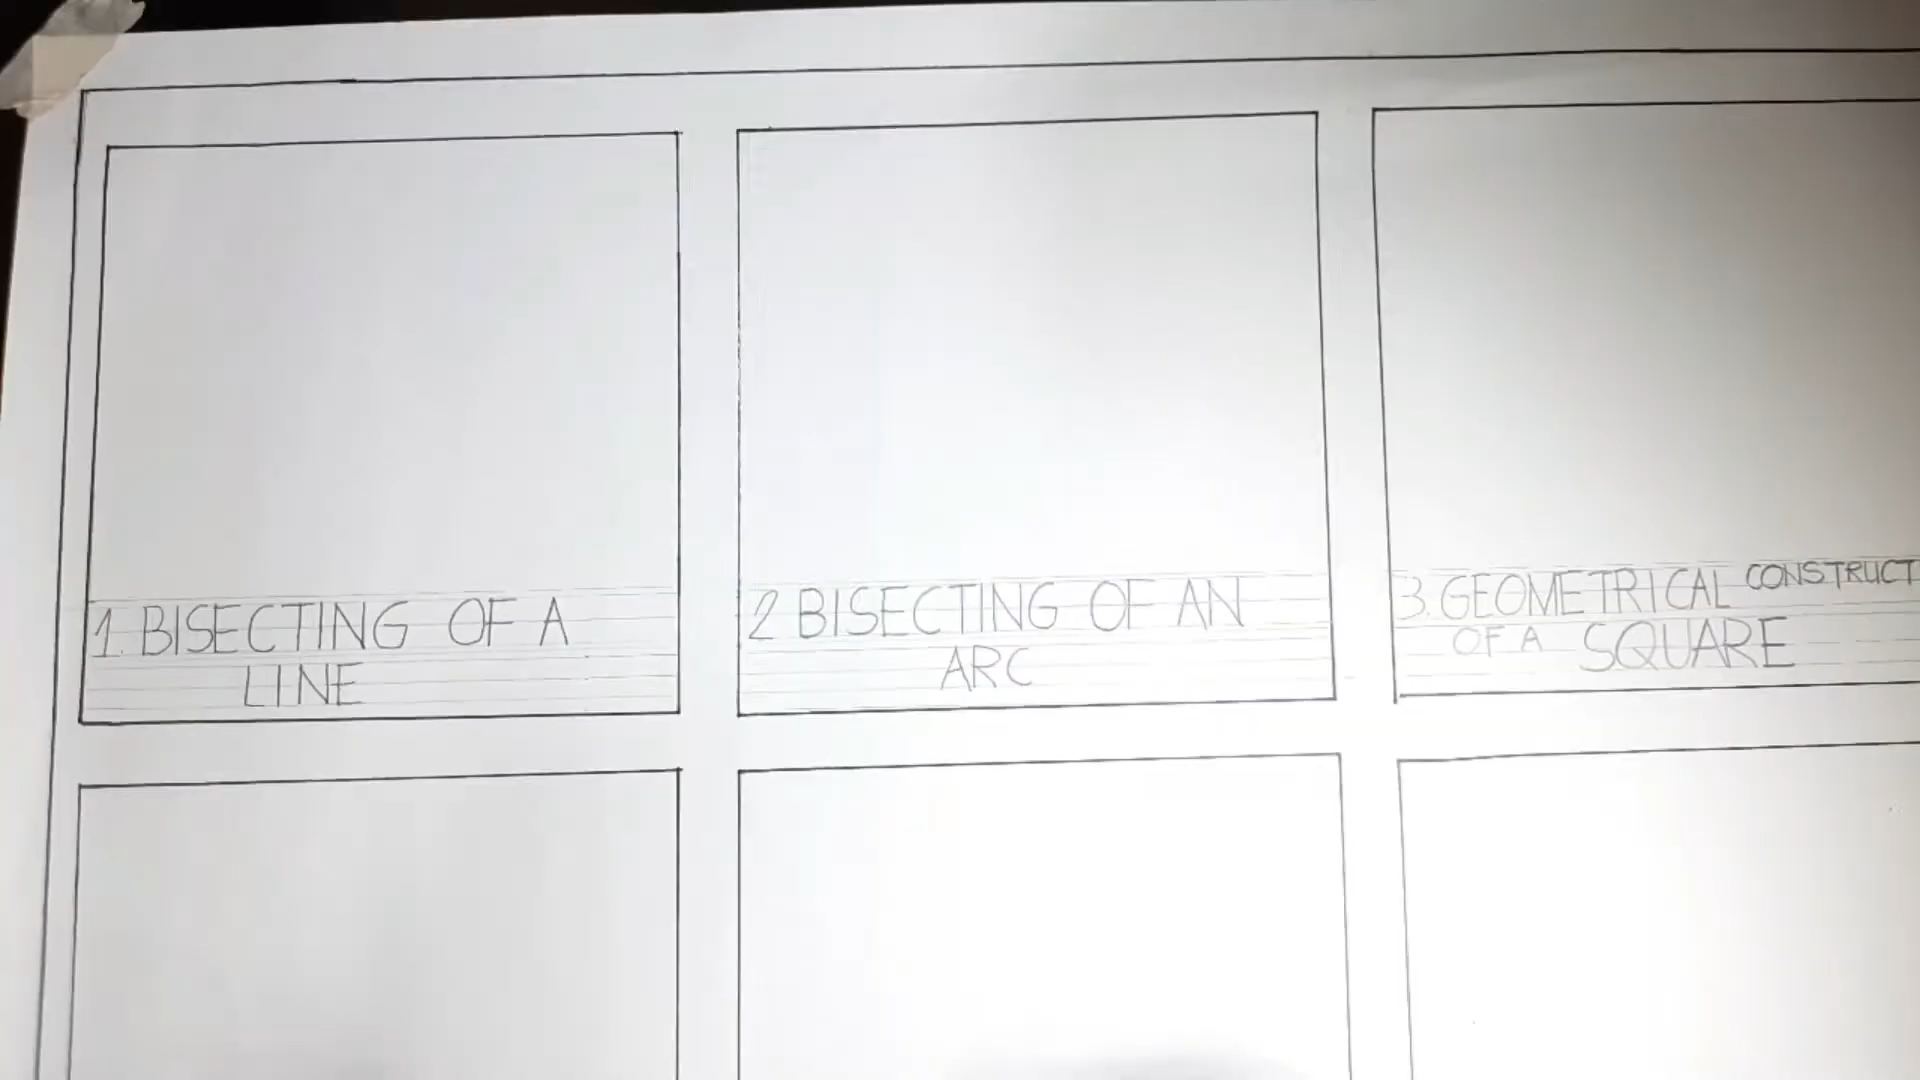 1. BISECTING OF A
LINE
2 BISECTING OF AN
ARC
3. GEOMETRICAL CONSTRUCT
OF A SQUARE